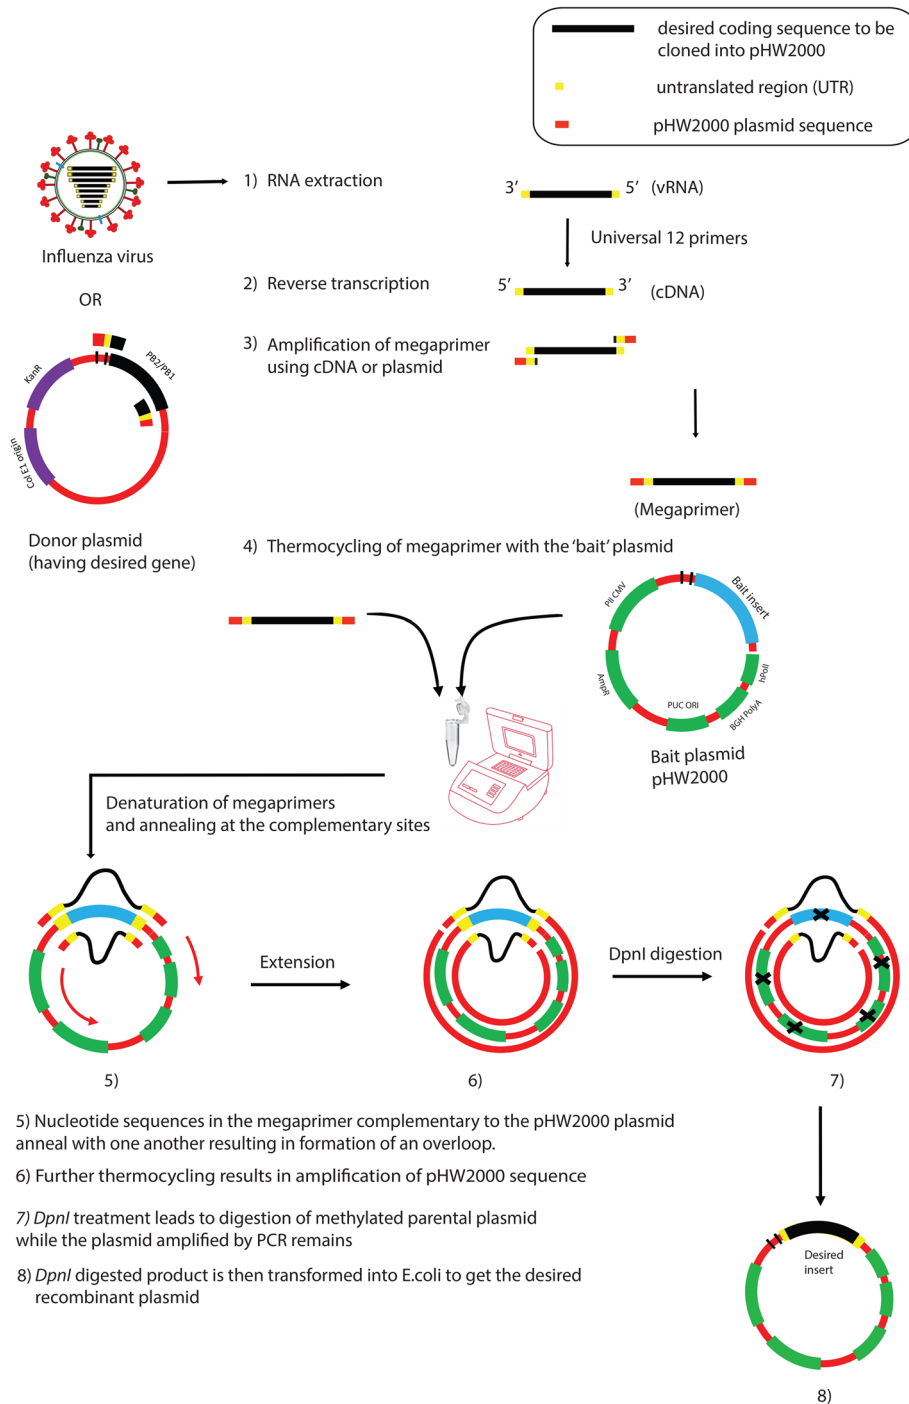 desired coding sequence to be
cloned into pHW2000
untranslated region (UTR)
pHW2000 plasmid sequence
Influenza virus
OR
1) RNA extraction
3’ 5’ (vRNA)
Universal 12 primers
2) Reverse transcription
5’ 3’ (cDNA)
3) Amplification of megaprimer
using cDNA or plasmid
KanR
PB2/PB1
Col E1 origin
Donor plasmid
(having desired gene)
(Megaprimer)
4) Thermocycling of megaprimer with the ‘bait’ plasmid
PII CMV
Bait insert
hPolI
AmpR
PUC ORI
BGH PolyA
Bait plasmid
pHW2000
Denaturation of megaprimers
and annealing at the complementary sites
Extension
DpnI digestion
5)
6)
7)
5) Nucleotide sequences in the megaprimer complementary to the pHW2000 plasmid
anneal with one another resulting in formation of an overloop.
6) Further thermocycling results in amplification of pHW2000 sequence
7) DpnI treatment leads to digestion of methylated parental plasmid
while the plasmid amplified by PCR remains
8) DpnI digested product is then transformed into E.coli to get the desired
recombinant plasmid
Desired
insert
8)